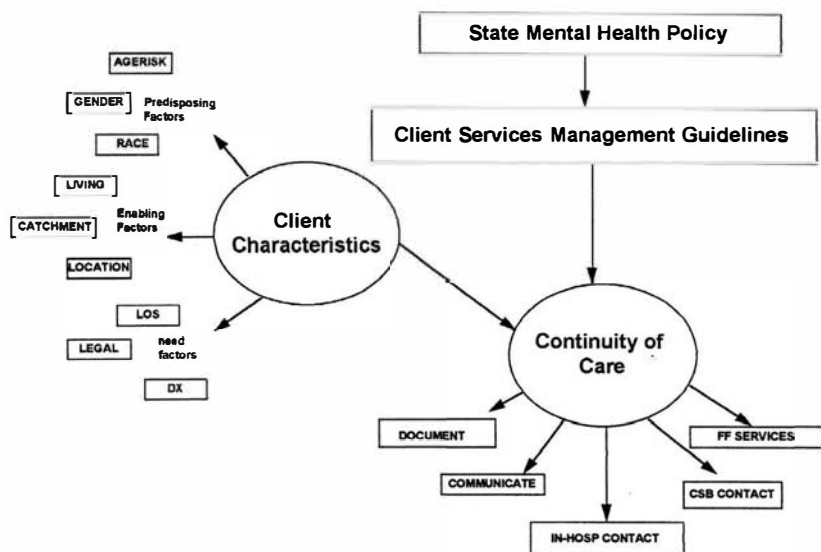 State Mental Health Policy
Client Services Management Guidelines
AGERISK
GENDER
Predisposing
Factors
RACE
LIVING
CATCHMENT
Enabling
Factors
LOCATION
LOS
LEGAL
need
factors
DX
Client
Characteristics
Continuity of
Care
DOCUMENT
COMMUNICATE
IN-HOSP CONTACT
CSB CONTACT
FF SERVICES